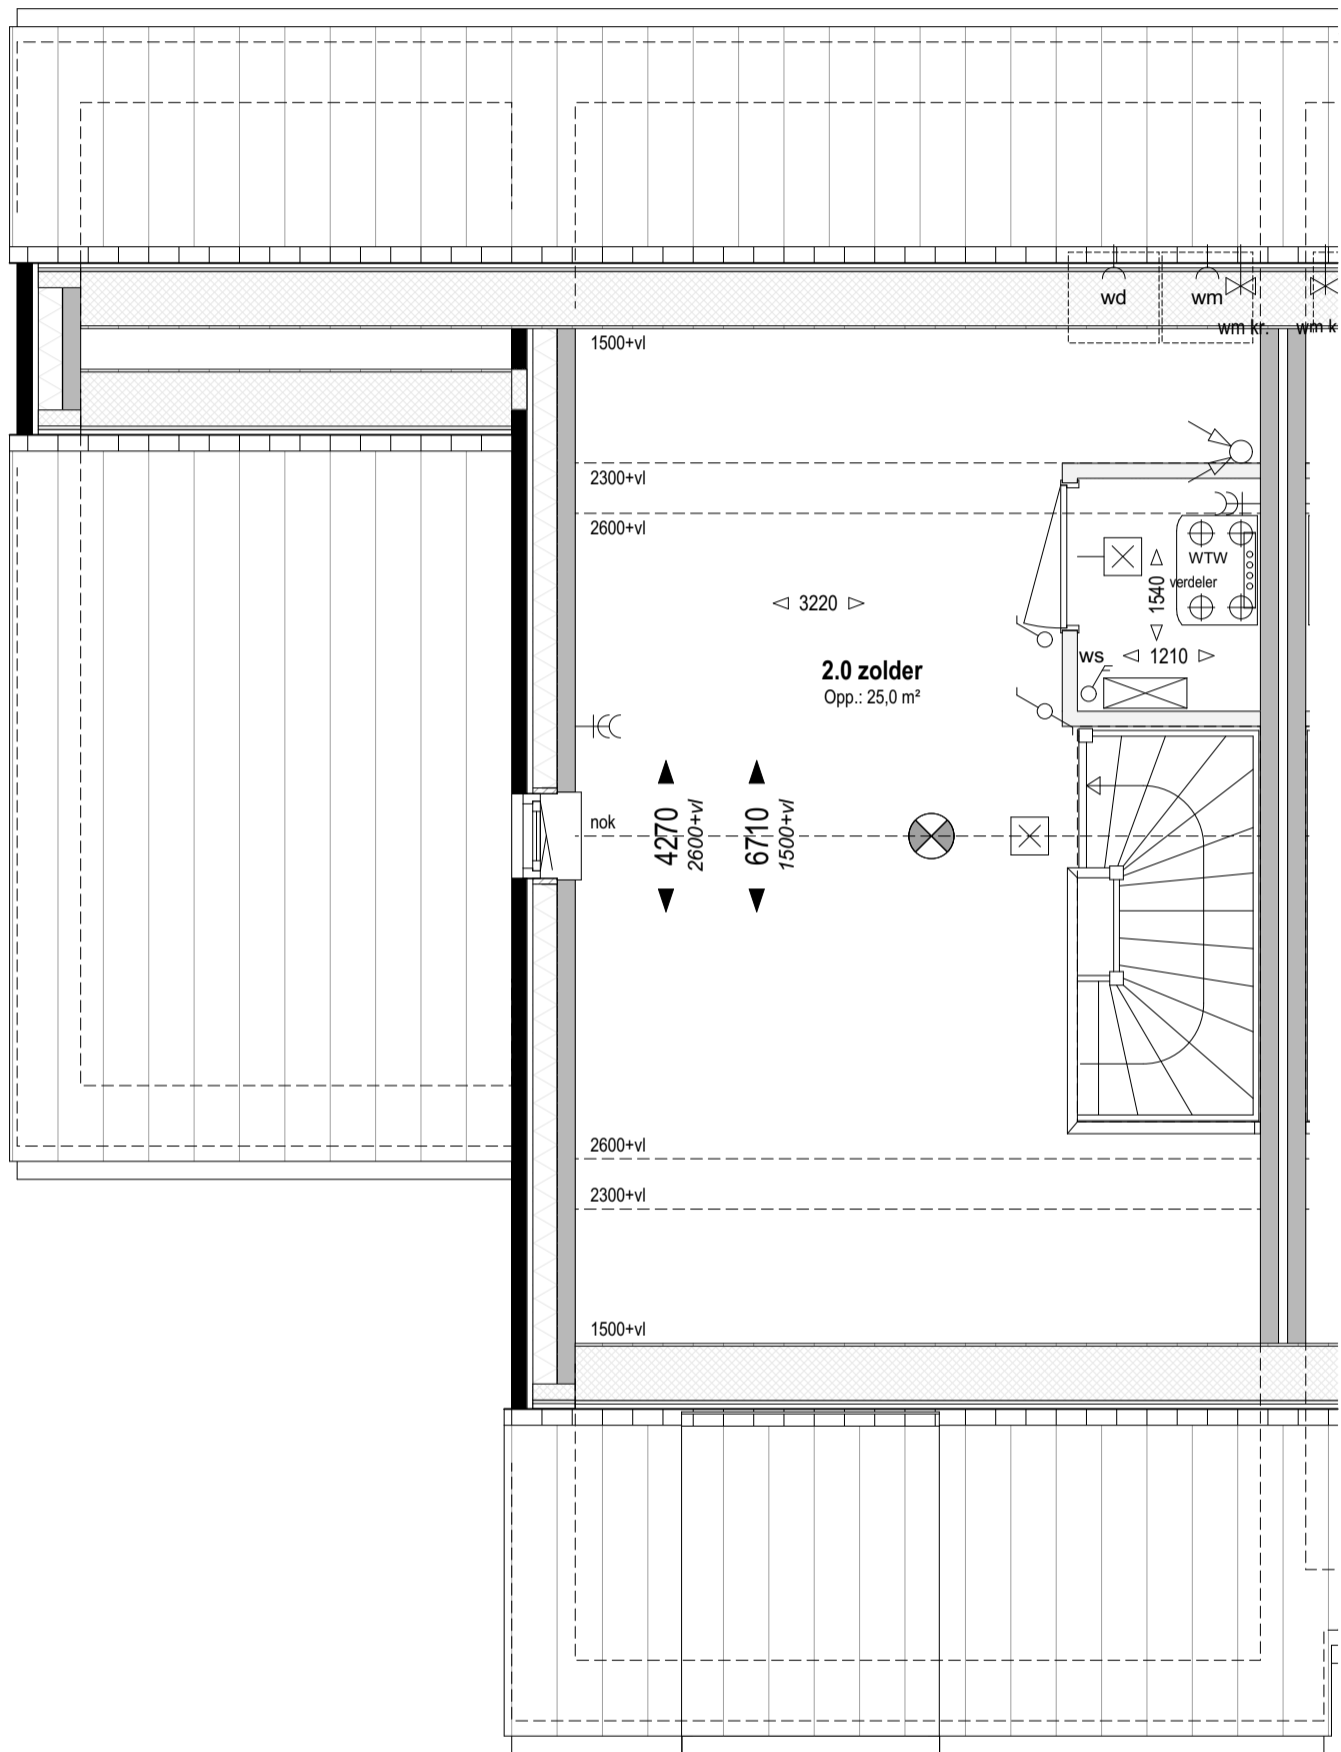 wd
wm
wm kr.
wm k
1500+vl
2300+vl
2600+vl
WTW
verdeler
1540
3220
ws
1210
2.0 zolder
Opp.: 25,0 m²
nok
4270
2600+vl
6710
1500+vl
2600+vl
2300+vl
1500+vl